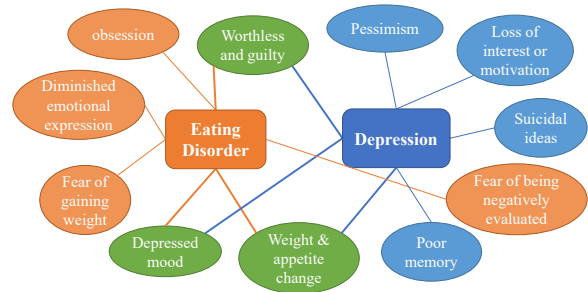 obsession
Worthless
and guilty
Pessimism
Loss of
interest or
motivation
Diminished
emotional
expression
Eating
Disorder
Depression
Suicidal
ideas
Fear of
gaining
weight
Fear of being
negatively
evaluated
Depressed
mood
Weight &
appetite
change
Poor
memory